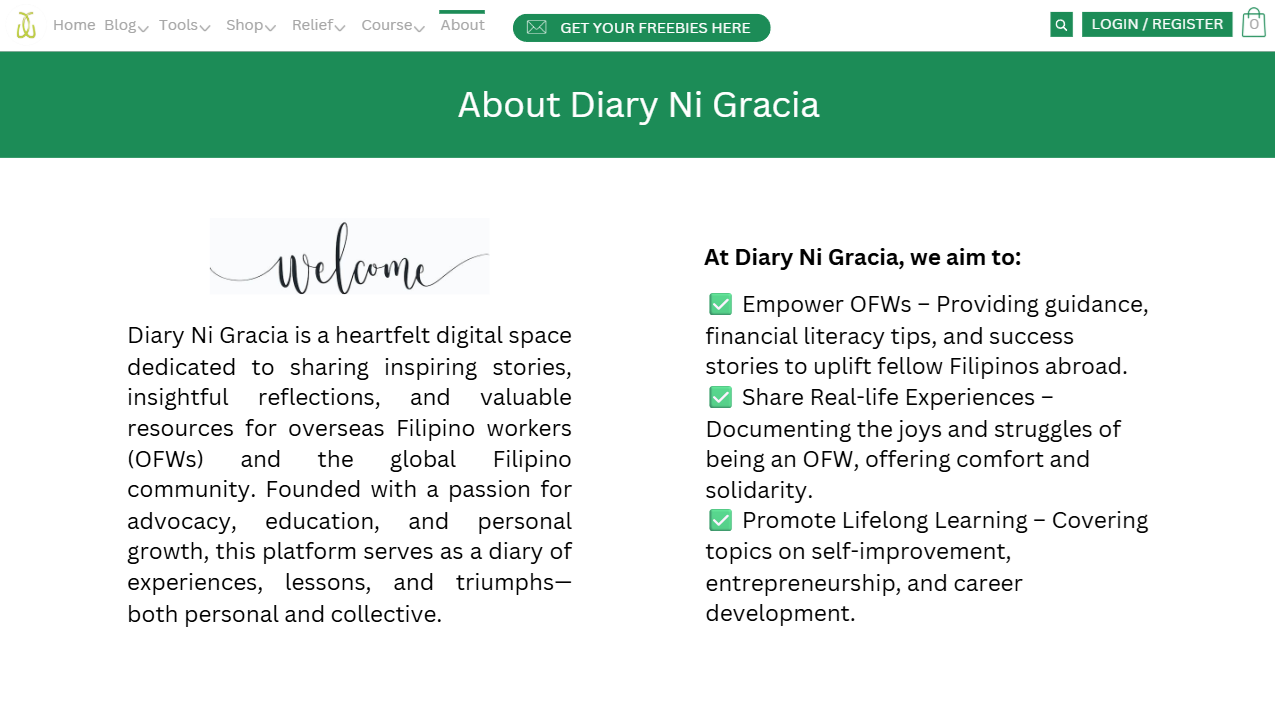 Home Blog Tools Shop Relief Course About GET YOUR FREEBIES HERE LOGIN / REGISTER 0
About Diary Ni Gracia
welcome
Diary Ni Gracia is a heartfelt digital space
dedicated to sharing inspiring stories,
insightful reflections, and valuable
resources for overseas Filipino workers
(OFWs) and the global Filipino
community. Founded with a passion for
advocacy, education, and personal
growth, this platform serves as a diary of
experiences, lessons, and triumphs—
both personal and collective.
At Diary Ni Gracia, we aim to:
✅ Empower OFWs – Providing guidance,
financial literacy tips, and success
stories to uplift fellow Filipinos abroad.
✅ Share Real-life Experiences –
Documenting the joys and struggles of
being an OFW, offering comfort and
solidarity.
✅ Promote Lifelong Learning – Covering
topics on self-improvement,
entrepreneurship, and career
development.